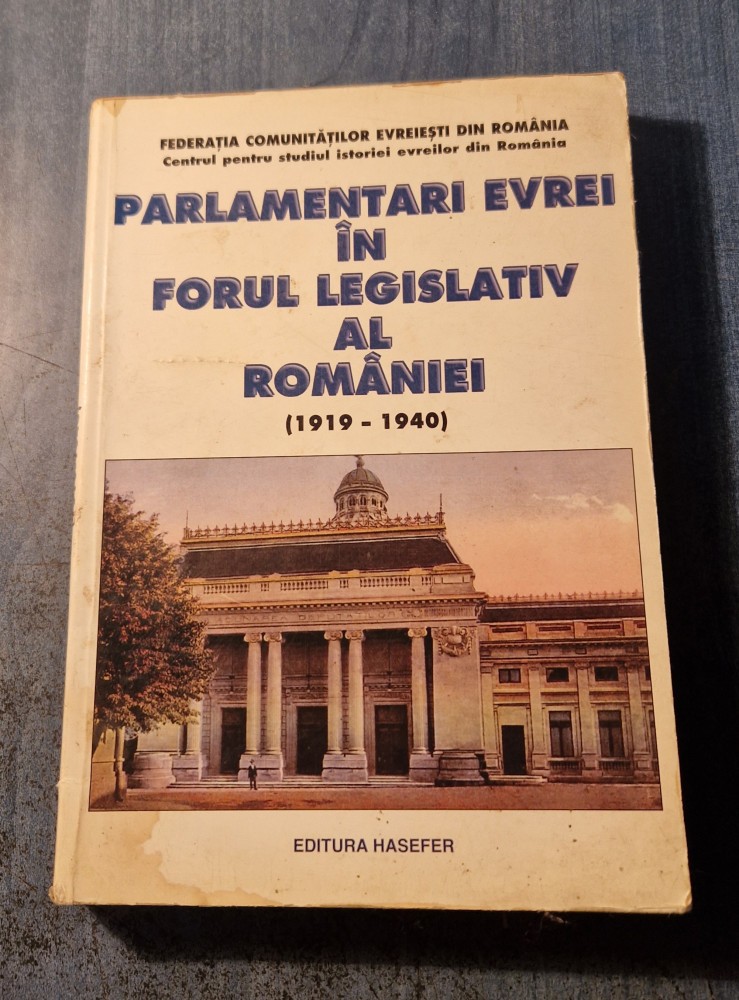 FEDERAȚIA COMUNITĂȚILOR EVREIEȘTI DIN ROMÂNIA
Centrul pentru studiul istoriei evreilor din România
PARLAMENTARI EVREI
ÎN
FORUL LEGISLATIV
AL
ROMÂNIEI
(1919 - 1940)
EDITURA HASEFER